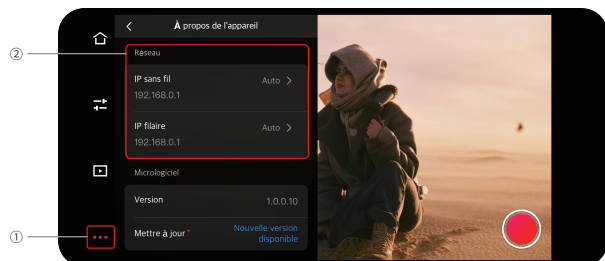 À propos de l'appareil
②
Réseau
IP sans fil
Auto
192.168.0.1
IP filaire
Auto
192.168.0.1
Micrologiciel
Version
1.0.0.10
Mettre à jour
Nouvelle version
disponible
①